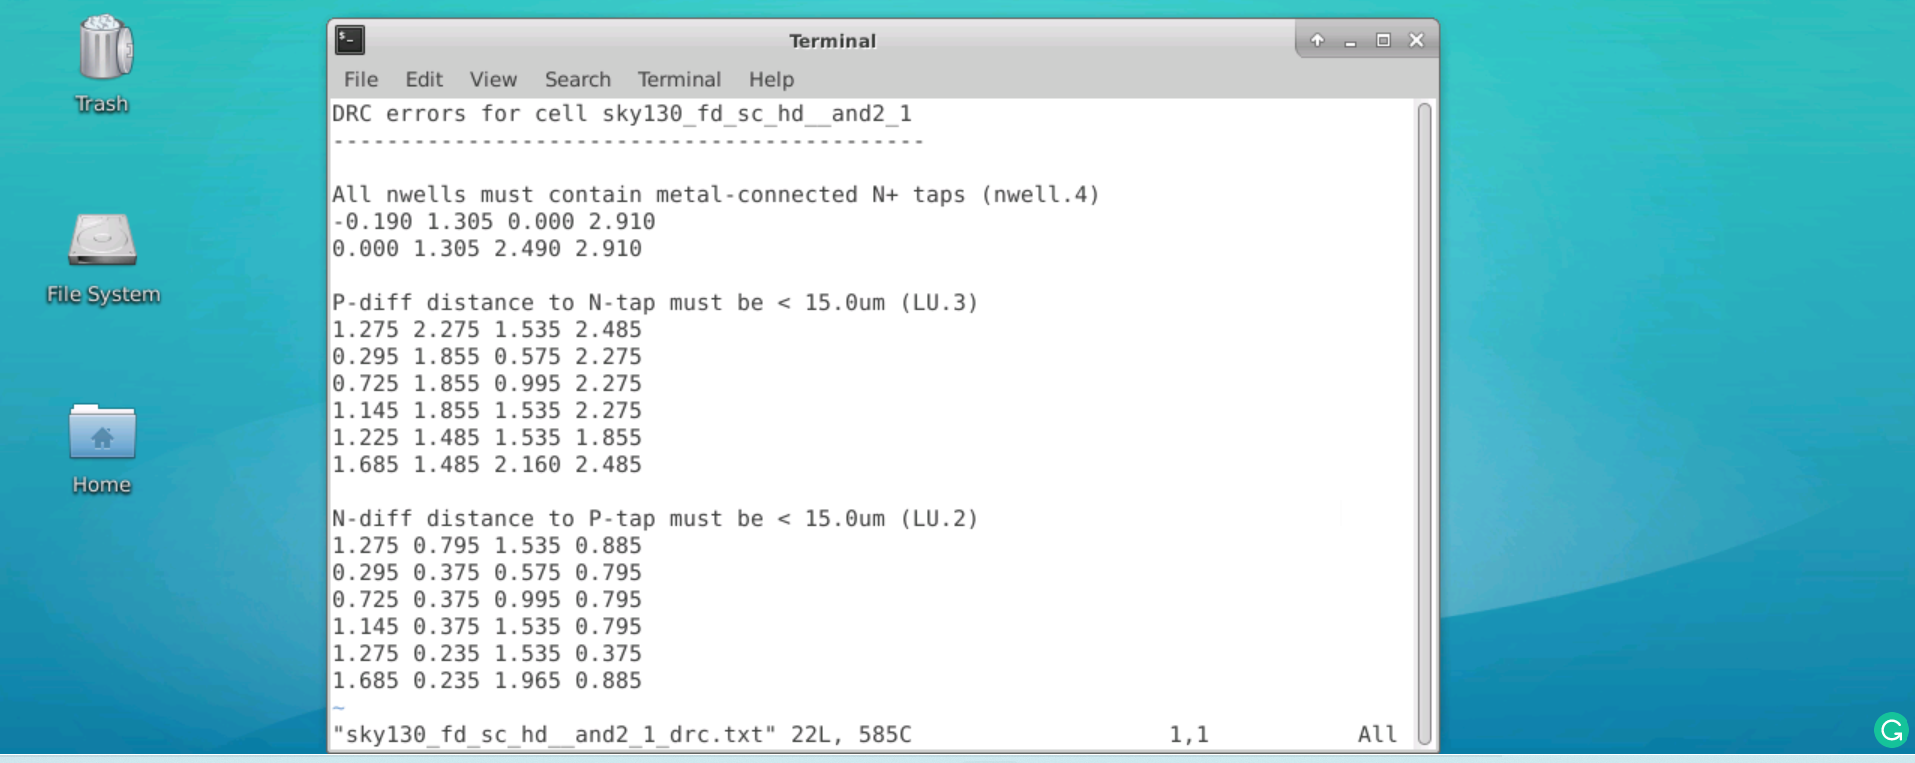 Trash
File System
Home
Terminal
File Edit View Search Terminal Help
DRC errors for cell sky130_fd_sc_hd__and2_1
--------------------------------------------
All nwells must contain metal-connected N+ taps (nwell.4)
-0.190 1.305 0.000 2.910
0.000 1.305 2.490 2.910
P-diff distance to N-tap must be < 15.0um (LU.3)
1.275 2.275 1.535 2.485
0.295 1.855 0.575 2.275
0.725 1.855 0.995 2.275
1.145 1.855 1.535 2.275
1.225 1.485 1.535 1.855
1.685 1.485 2.160 2.485
N-diff distance to P-tap must be < 15.0um (LU.2)
1.275 0.795 1.535 0.885
0.295 0.375 0.575 0.795
0.725 0.375 0.995 0.795
1.145 0.375 1.535 0.795
1.275 0.235 1.535 0.375
1.685 0.235 1.965 0.885
~
"sky130_fd_sc_hd__and2_1_drc.txt" 22L, 585C 1,1 All